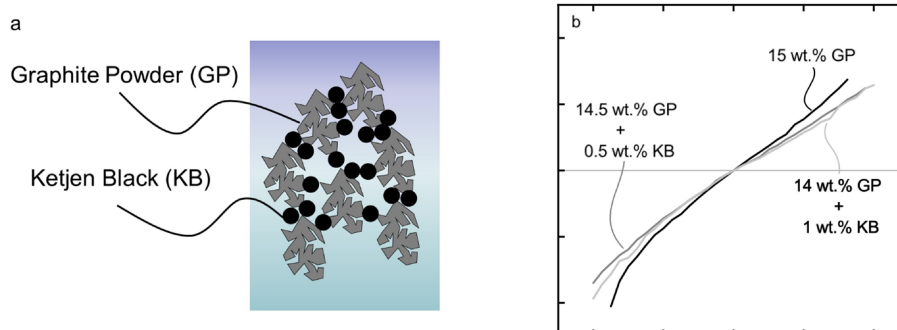 a
Graphite Powder (GP)
Ketjen Black (KB)
b
15 wt.% GP
14.5 wt.% GP
+
0.5 wt.% KB
14 wt.% GP
+
1 wt.% KB